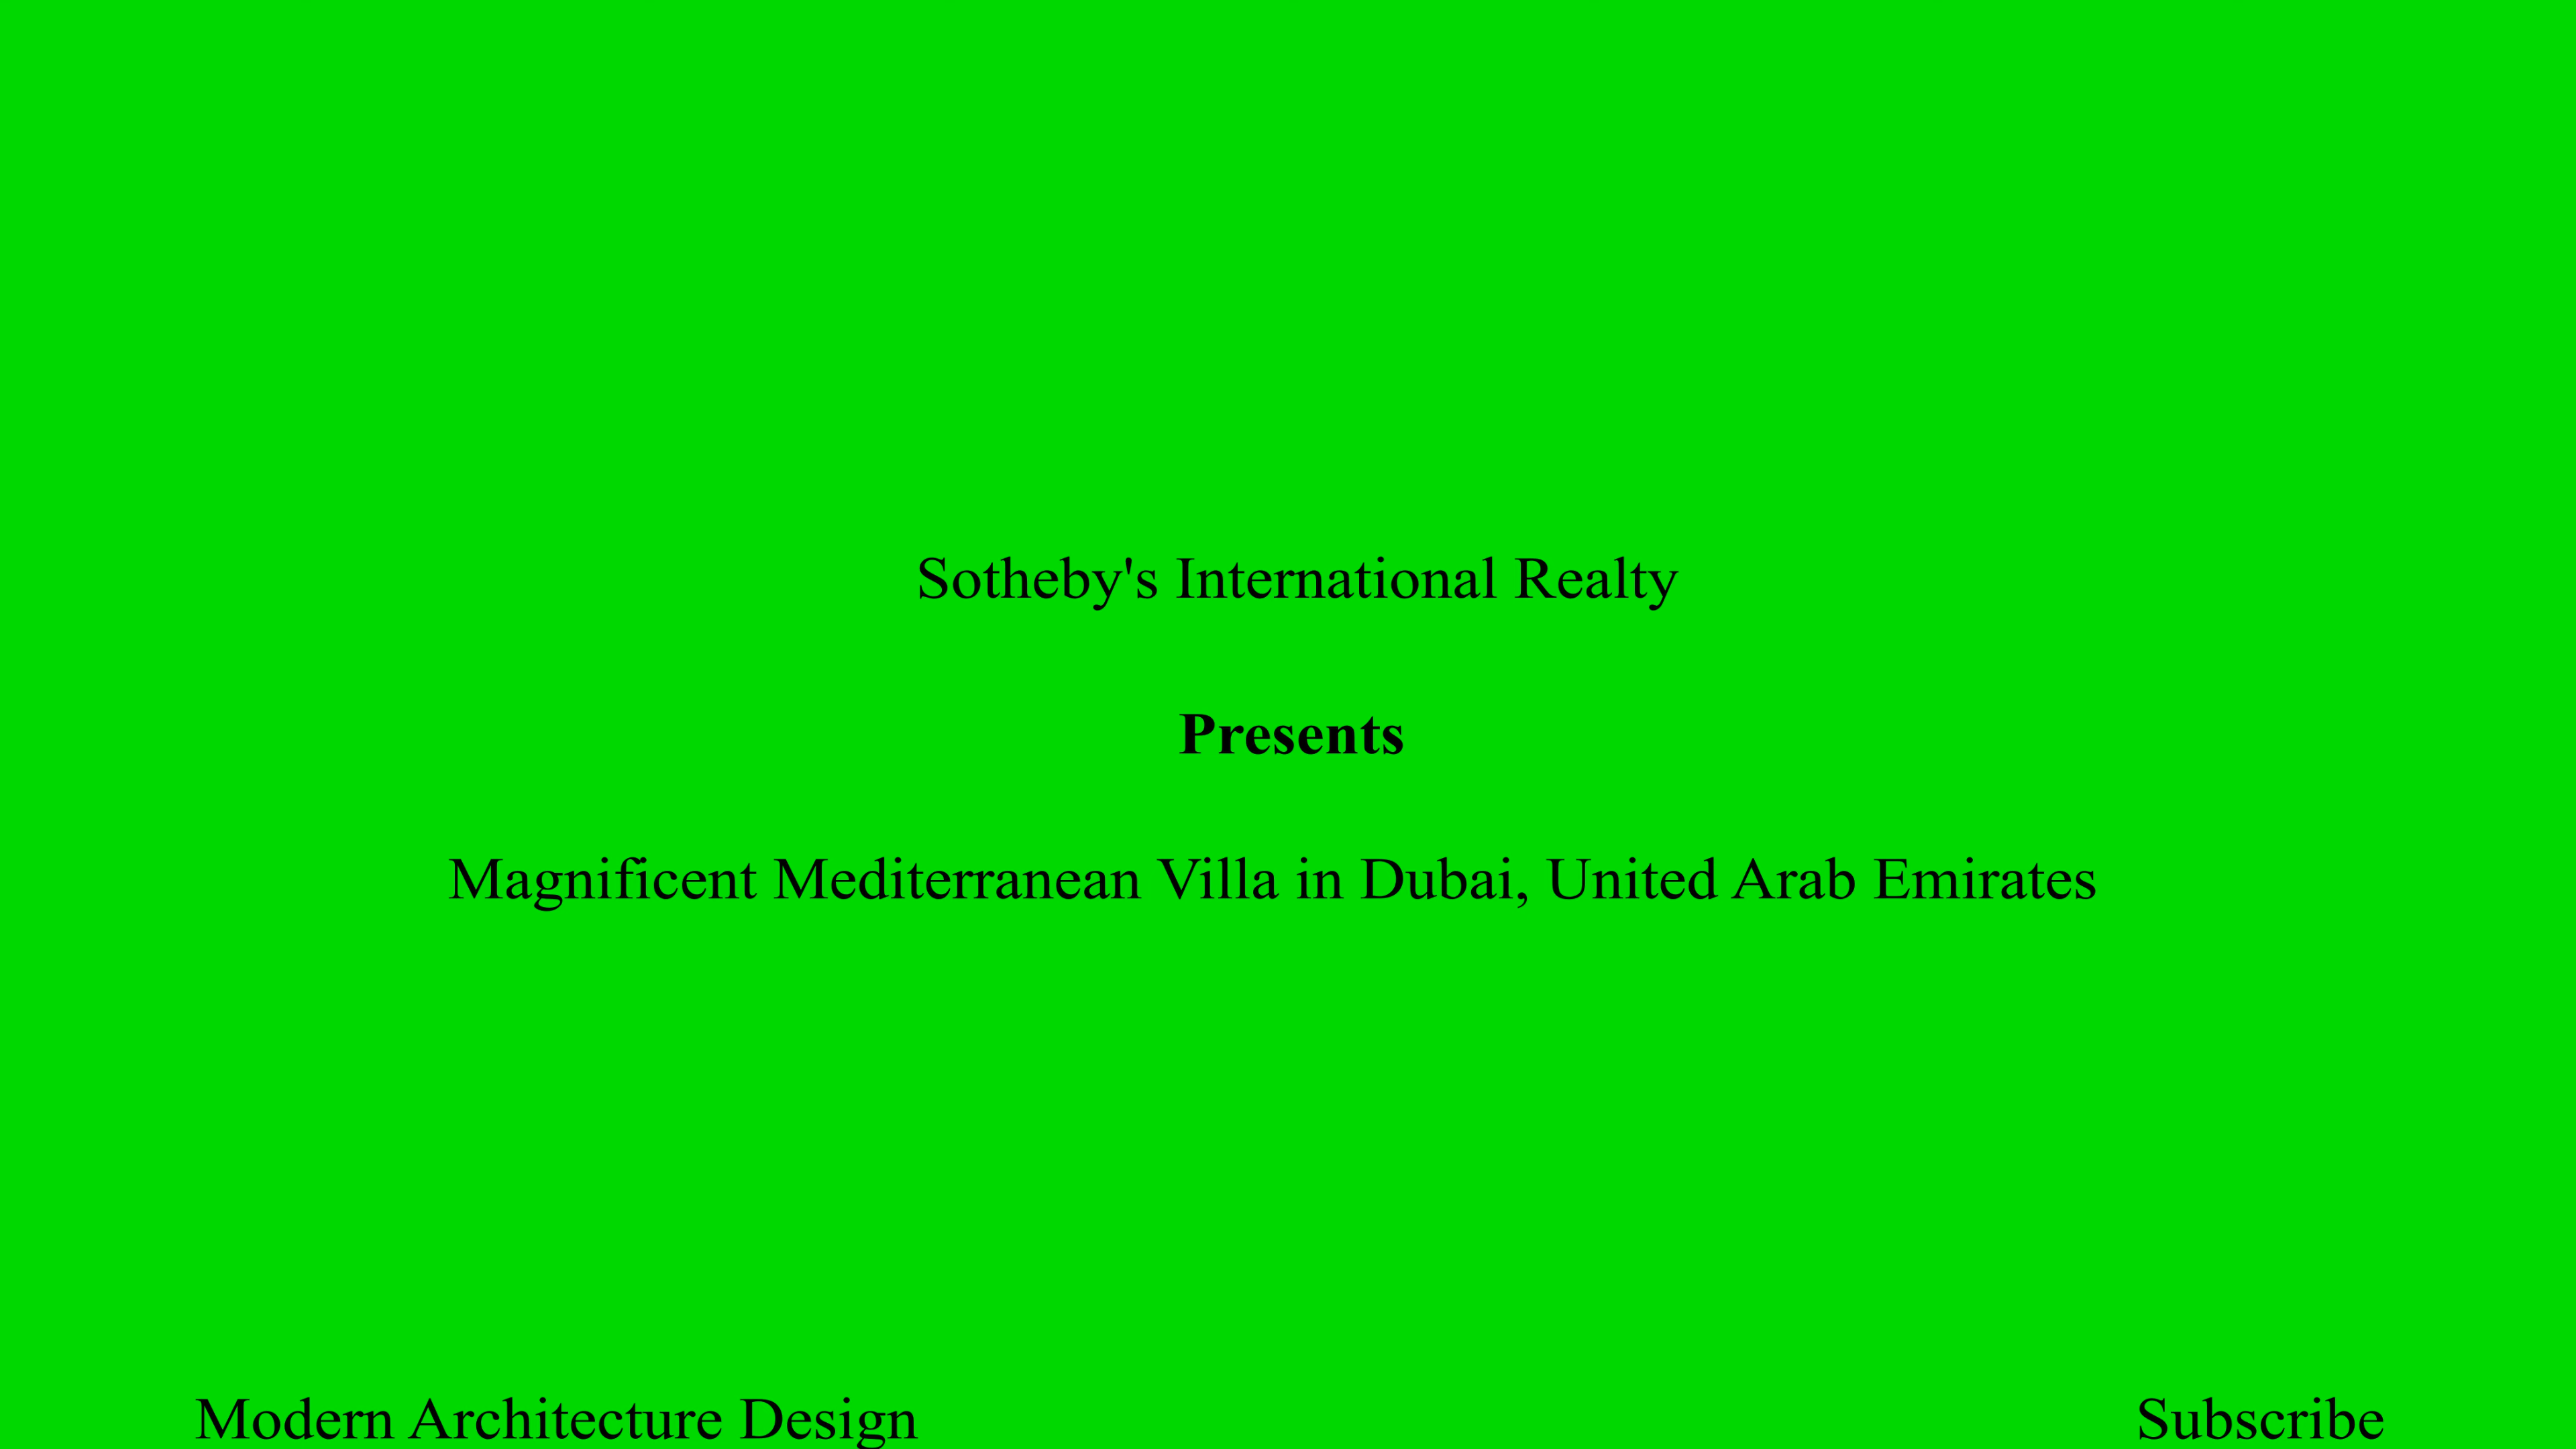 Sotheby's International Realty
Presents
Magnificent Mediterranean Villa in Dubai, United Arab Emirates
Modern Architecture Design
Subscribe